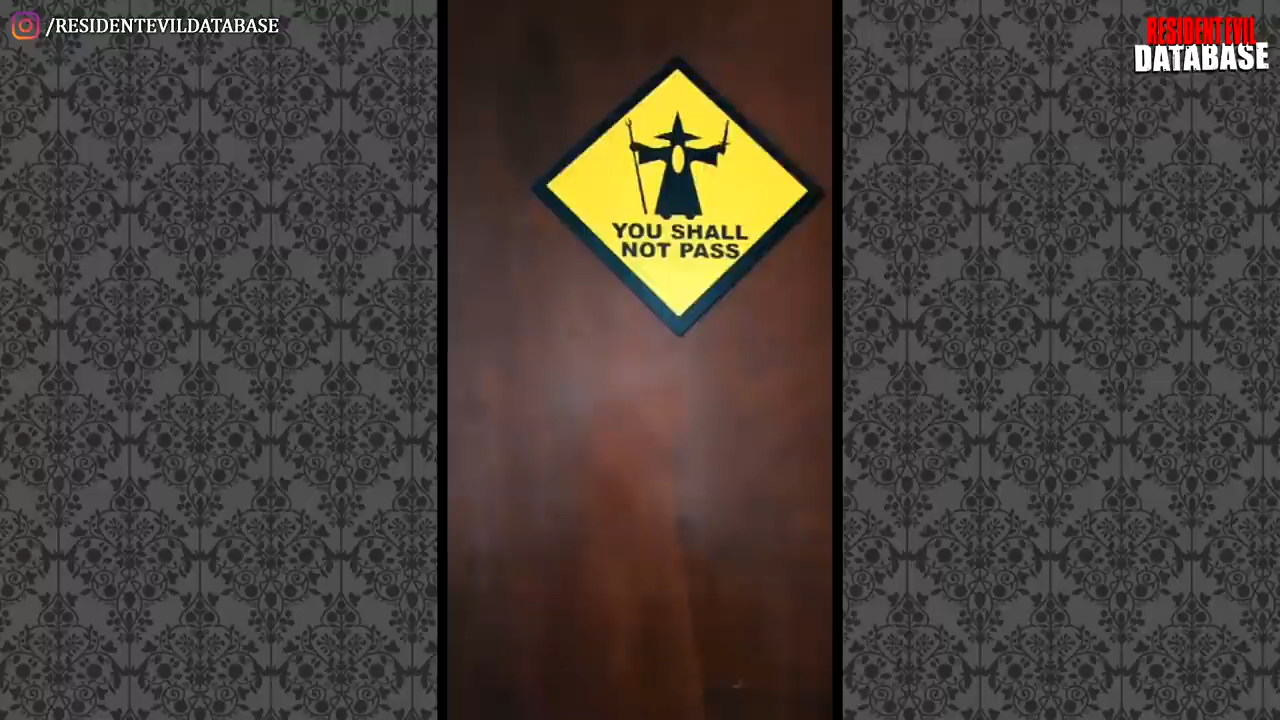 /RESIDENTEVILDATABASE
RESIDENT EVIL
DATABASE
YOU SHALL
NOT PASS